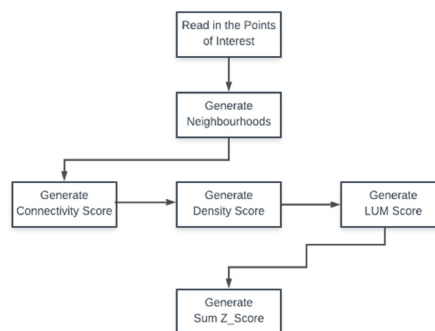 Read in the Points
of Interest
Generate
Neighbourhoods
Generate
Connectivity Score
Generate
Density Score
Generate
LUM Score
Generate
Sum Z_Score